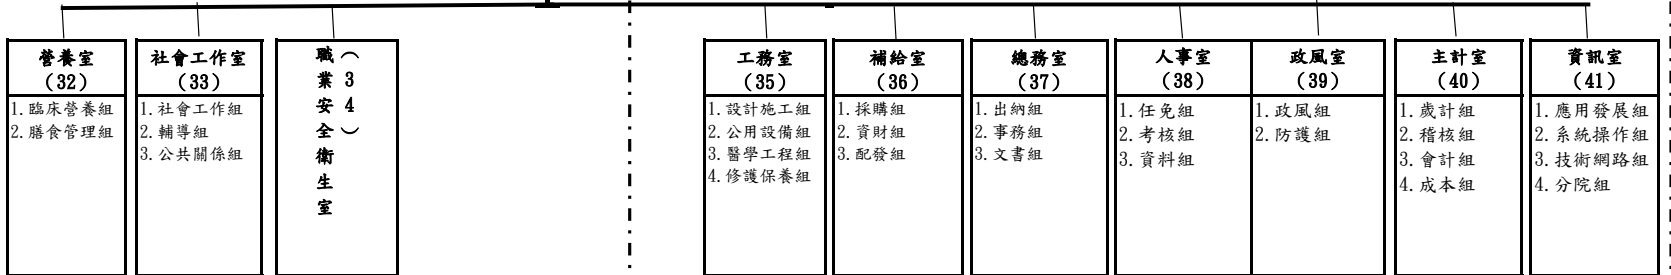 營養室
(32)
1.臨床營養組
2.膳食管理組
社會工作室
(33)
1.社會工作組
2.輔導組
3.公共關係組
職業安全衛生室
(34)
工務室
(35)
1.設計施工組
2.公用設備組
3.醫學工程組
4.修護保養組
補給室
(36)
1.採購組
2.資財組
3.配發組
總務室
(37)
1.出納組
2.事務組
3.文書組
人事室
(38)
1.任免組
2.考核組
3.資料組
政風室
(39)
1.政風組
2.防護組
主計室
(40)
1.歲計組
2.稽核組
3.會計組
4.成本組
資訊室
(41)
1.應用發展組
2.系統操作組
3.技術網路組
4.分院組